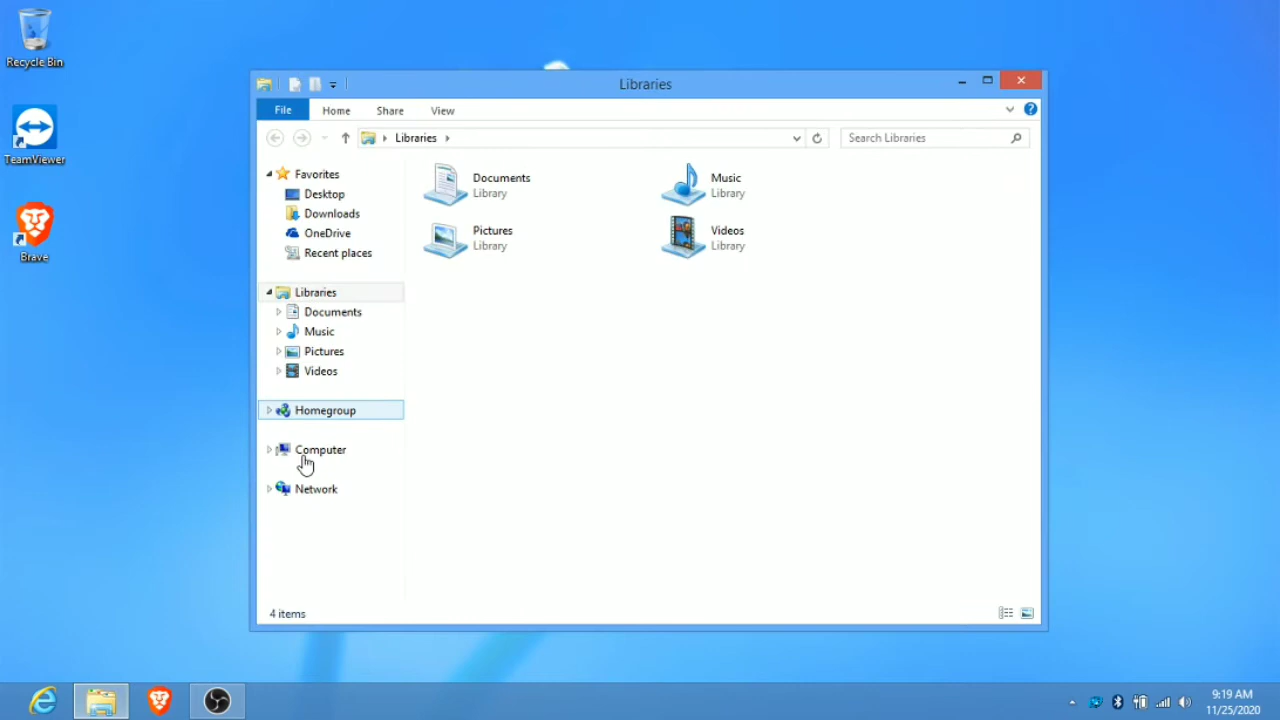 Recycle Bin
TeamViewer
Brave
Libraries
File Home Share View
Libraries
Search Libraries
Favorites
Desktop
Downloads
OneDrive
Recent places
Libraries
Documents
Music
Pictures
Videos
Homegroup
Computer
Network
Documents
Library
Music
Library
Pictures
Library
Videos
Library
4 items
9:19 AM
11/25/2020